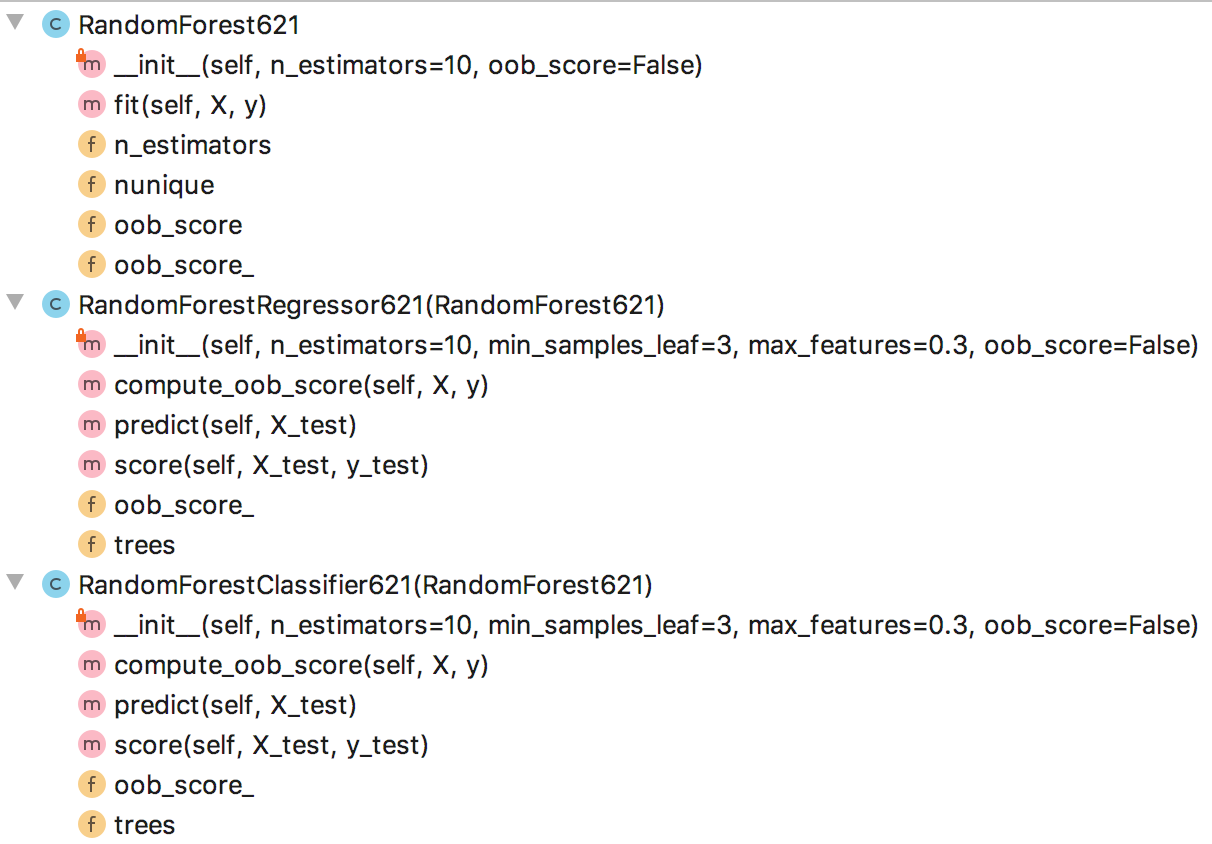 C RandomForest621
m __init__(self, n_estimators=10, oob_score=False)
m fit(self, X, y)
f n_estimators
f nunique
f oob_score
f oob_score_
C RandomForestRegressor621(RandomForest621)
m __init__(self, n_estimators=10, min_samples_leaf=3, max_features=0.3, oob_score=False)
m compute_oob_score(self, X, y)
m predict(self, X_test)
m score(self, X_test, y_test)
f oob_score_
f trees
C RandomForestClassifier621(RandomForest621)
m __init__(self, n_estimators=10, min_samples_leaf=3, max_features=0.3, oob_score=False)
m compute_oob_score(self, X, y)
m predict(self, X_test)
m score(self, X_test, y_test)
f oob_score_
f trees